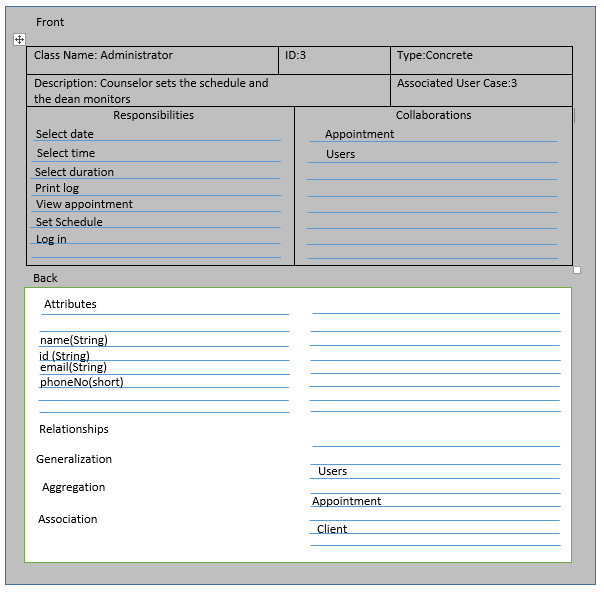 Front
Class Name: Administrator
ID:3
Type:Concrete
Description: Counselor sets the schedule and
the dean monitors
Associated User Case:3
Responsibilities
Select date
Select time
Select duration
Print log
View appointment
Set Schedule
Log in
Collaborations
Appointment
Users
Back
Attributes
name(String)
id (String)
email(String)
phoneNo(short)
Relationships
Generalization
Users
Aggregation
Appointment
Association
Client